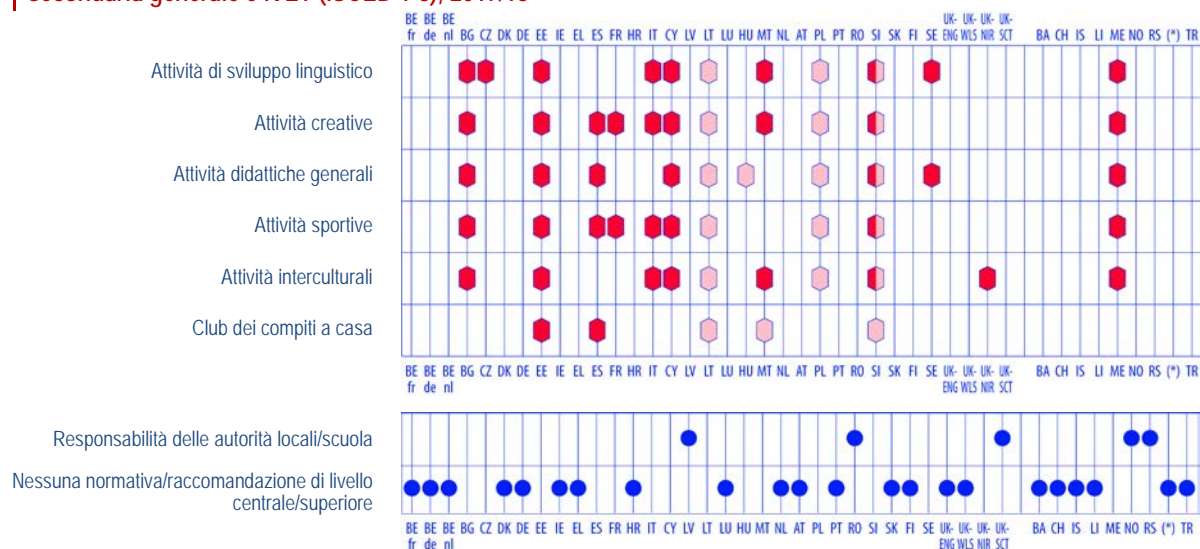 secondaria generale e
BE BE BE UK- UK- UK- UK-
fr de nl BG CZ DK DE EE IE EL ES FR HR IT CY LV LT LU HU MT NL AT PL PT RO SI SK FI SE ENG WLS NIR SCT BA CH IS LI ME NO RS (*) TR
Attività di sviluppo linguistico
Attività creative
Attività didattiche generali
Attività sportive
Attività interculturali
Club dei compiti a casa
BE BE BE BG CZ DK DE EE IE EL ES FR HR IT CY LV LT LU HU MT NL AT PL PT RO SI SK FI SE UK- UK- UK- UK- BA CH IS LI ME NO RS (*) TR
fr de nl ENG WLS NIR SCT
Responsabilità delle autorità locali/scuola
Nessuna normativa/raccomandazione di livello
centrale/superiore
BE BE BE BG CZ DK DE EE IE EL ES FR HR IT CY LV LT LU HU MT NL AT PL PT RO SI SK FI SE UK- UK- UK- UK- BA CH IS LI ME NO RS (*) TR
fr de nl ENG WLS NIR SCT